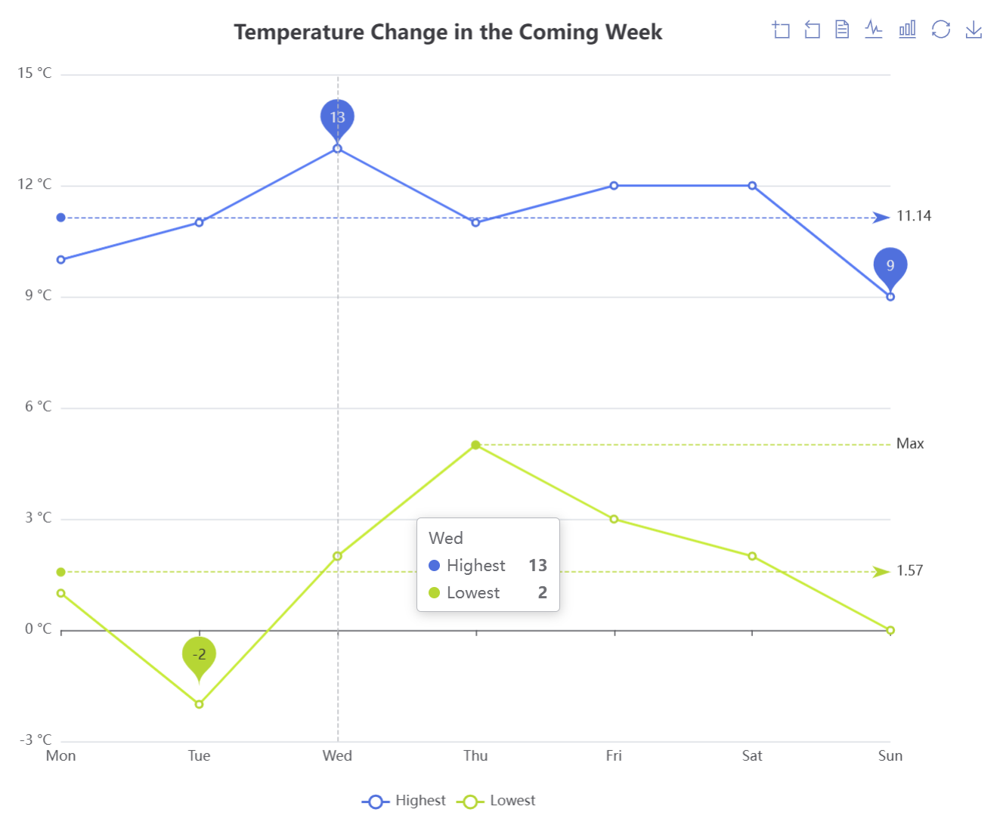 Temperature Change in the Coming Week
15 °C
13
12 °C
11.14
9
9 °C
6 °C
Max
3 °C
Wed
Highest 13
Lowest 2
1.57
0 °C
-2
-3 °C
Mon Tue Wed Thu Fri Sat Sun
Highest Lowest